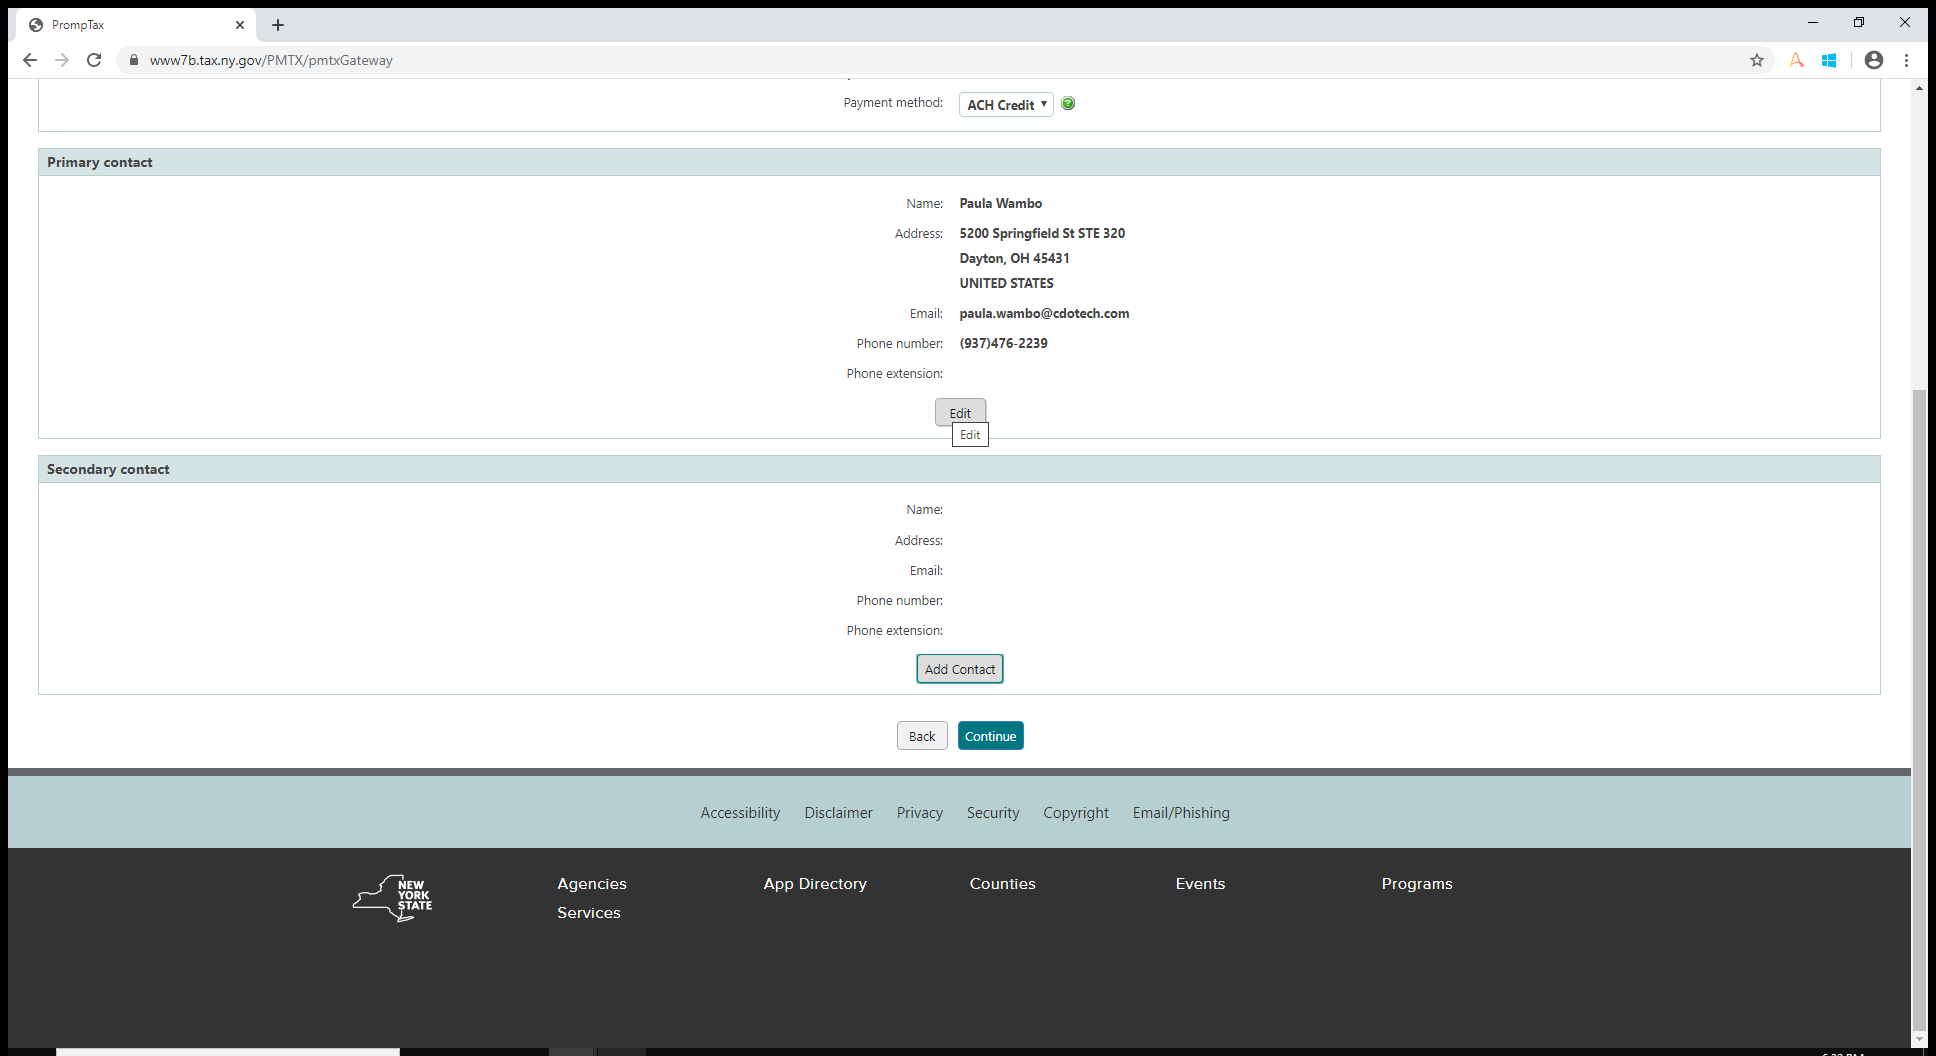 PrompTax
www7b.tax.ny.gov/PMTX/pmtxGateway
Payment method: ACH Credit
Primary contact
Name: Paula Wambo
Address: 5200 Springfield St STE 320
Dayton, OH 45431
UNITED STATES
Email: paula.wambo@cdotech.com
Phone number: (937)476-2239
Phone extension:
Edit
Edit
Secondary contact
Name:
Address:
Email:
Phone number:
Phone extension:
Add Contact
Back Continue
Accessibility Disclaimer Privacy Security Copyright Email/Phishing
NEW
YORK
STATE
Agencies App Directory Counties Events Programs
Services